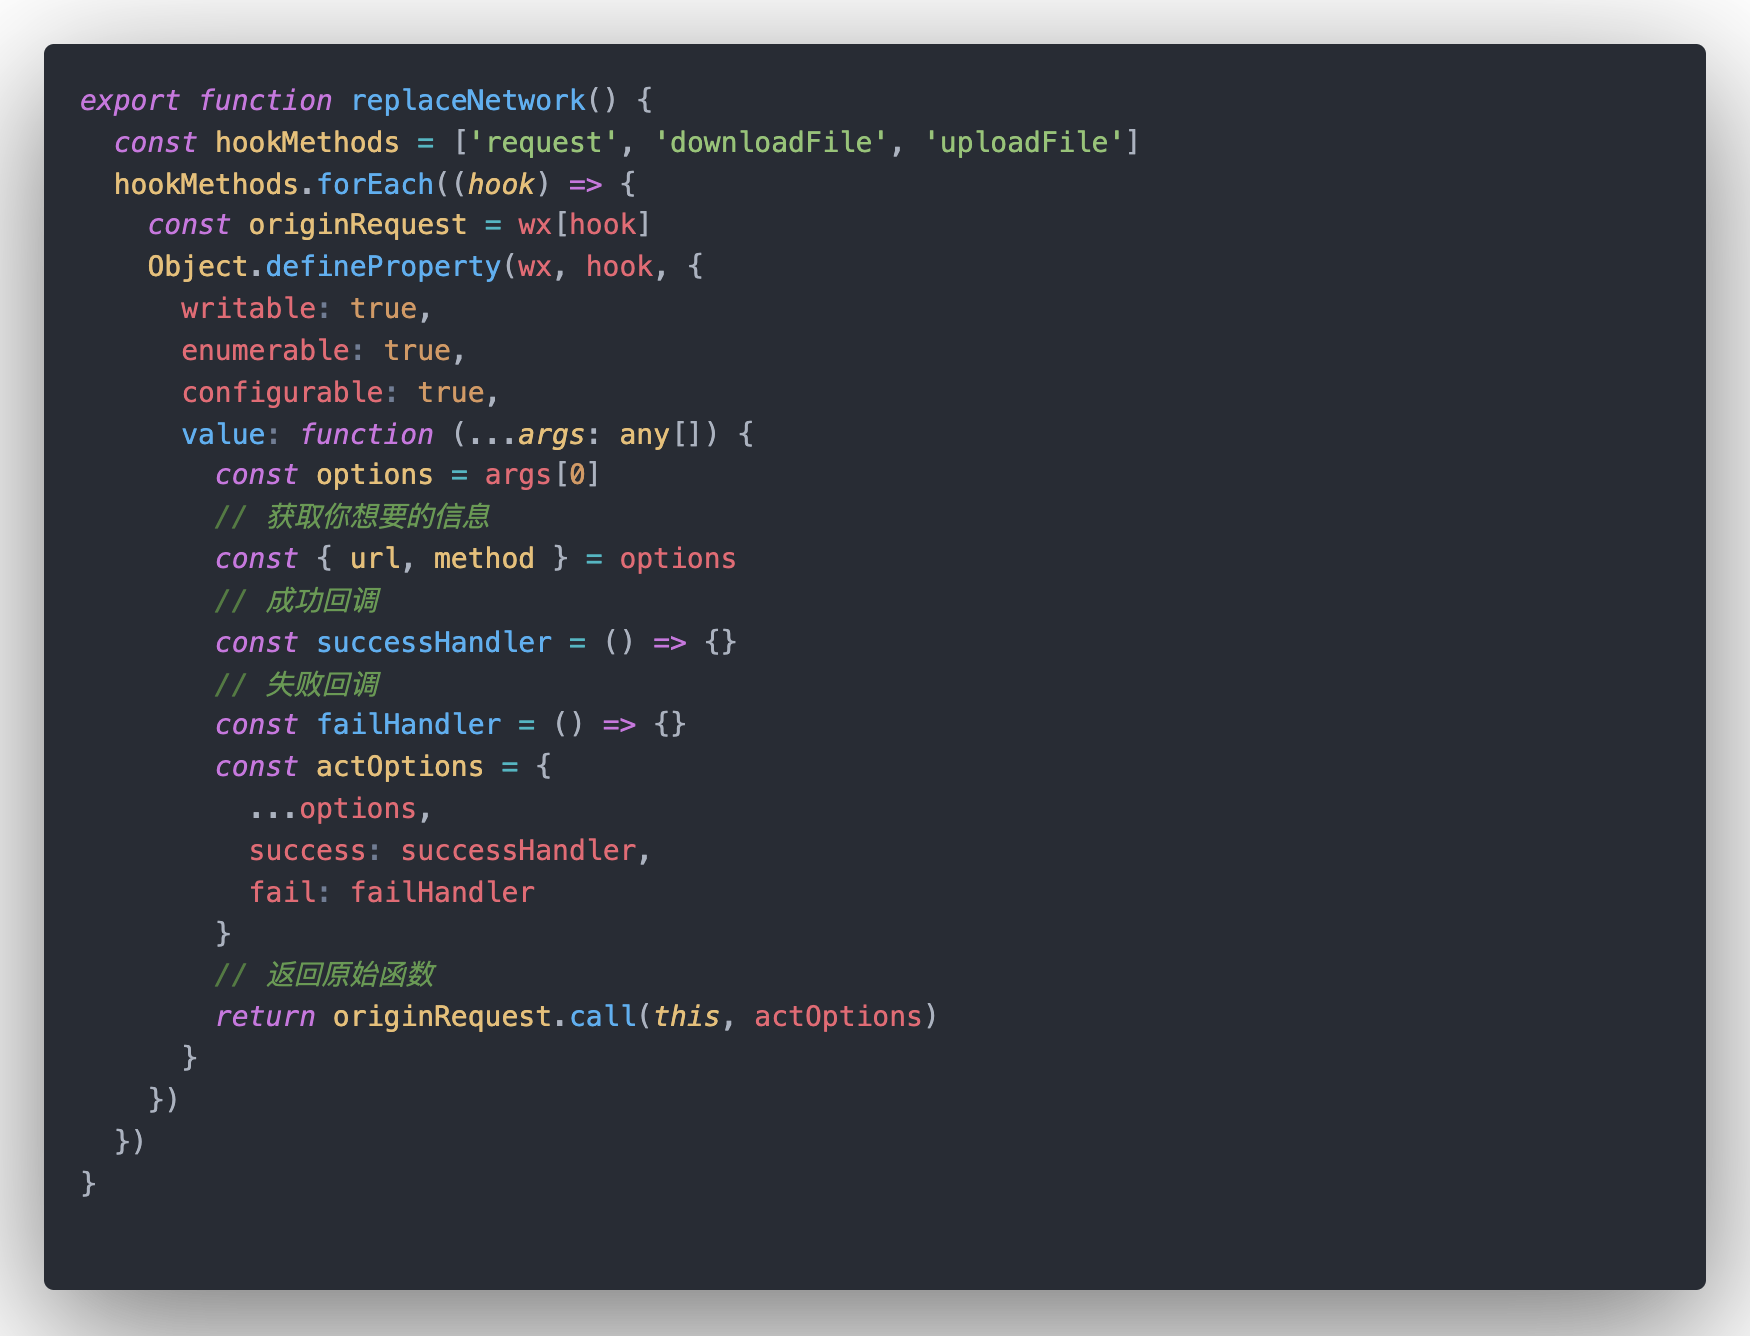 export function replaceNetwork() {
  const hookMethods = ['request', 'downloadFile', 'uploadFile']
  hookMethods.forEach((hook) => {
    const originRequest = wx[hook]
    Object.defineProperty(wx, hook, {
      writable: true,
      enumerable: true,
      configurable: true,
      value: function (...args: any[]) {
        const options = args[0]
        // 获取你想要的信息
        const { url, method } = options
        // 成功回调
        const successHandler = () => {}
        // 失败回调
        const failHandler = () => {}
        const actOptions = {
          ...options,
          success: successHandler,
          fail: failHandler
        }
        // 返回原始函数
        return originRequest.call(this, actOptions)
      }
    })
  })
}